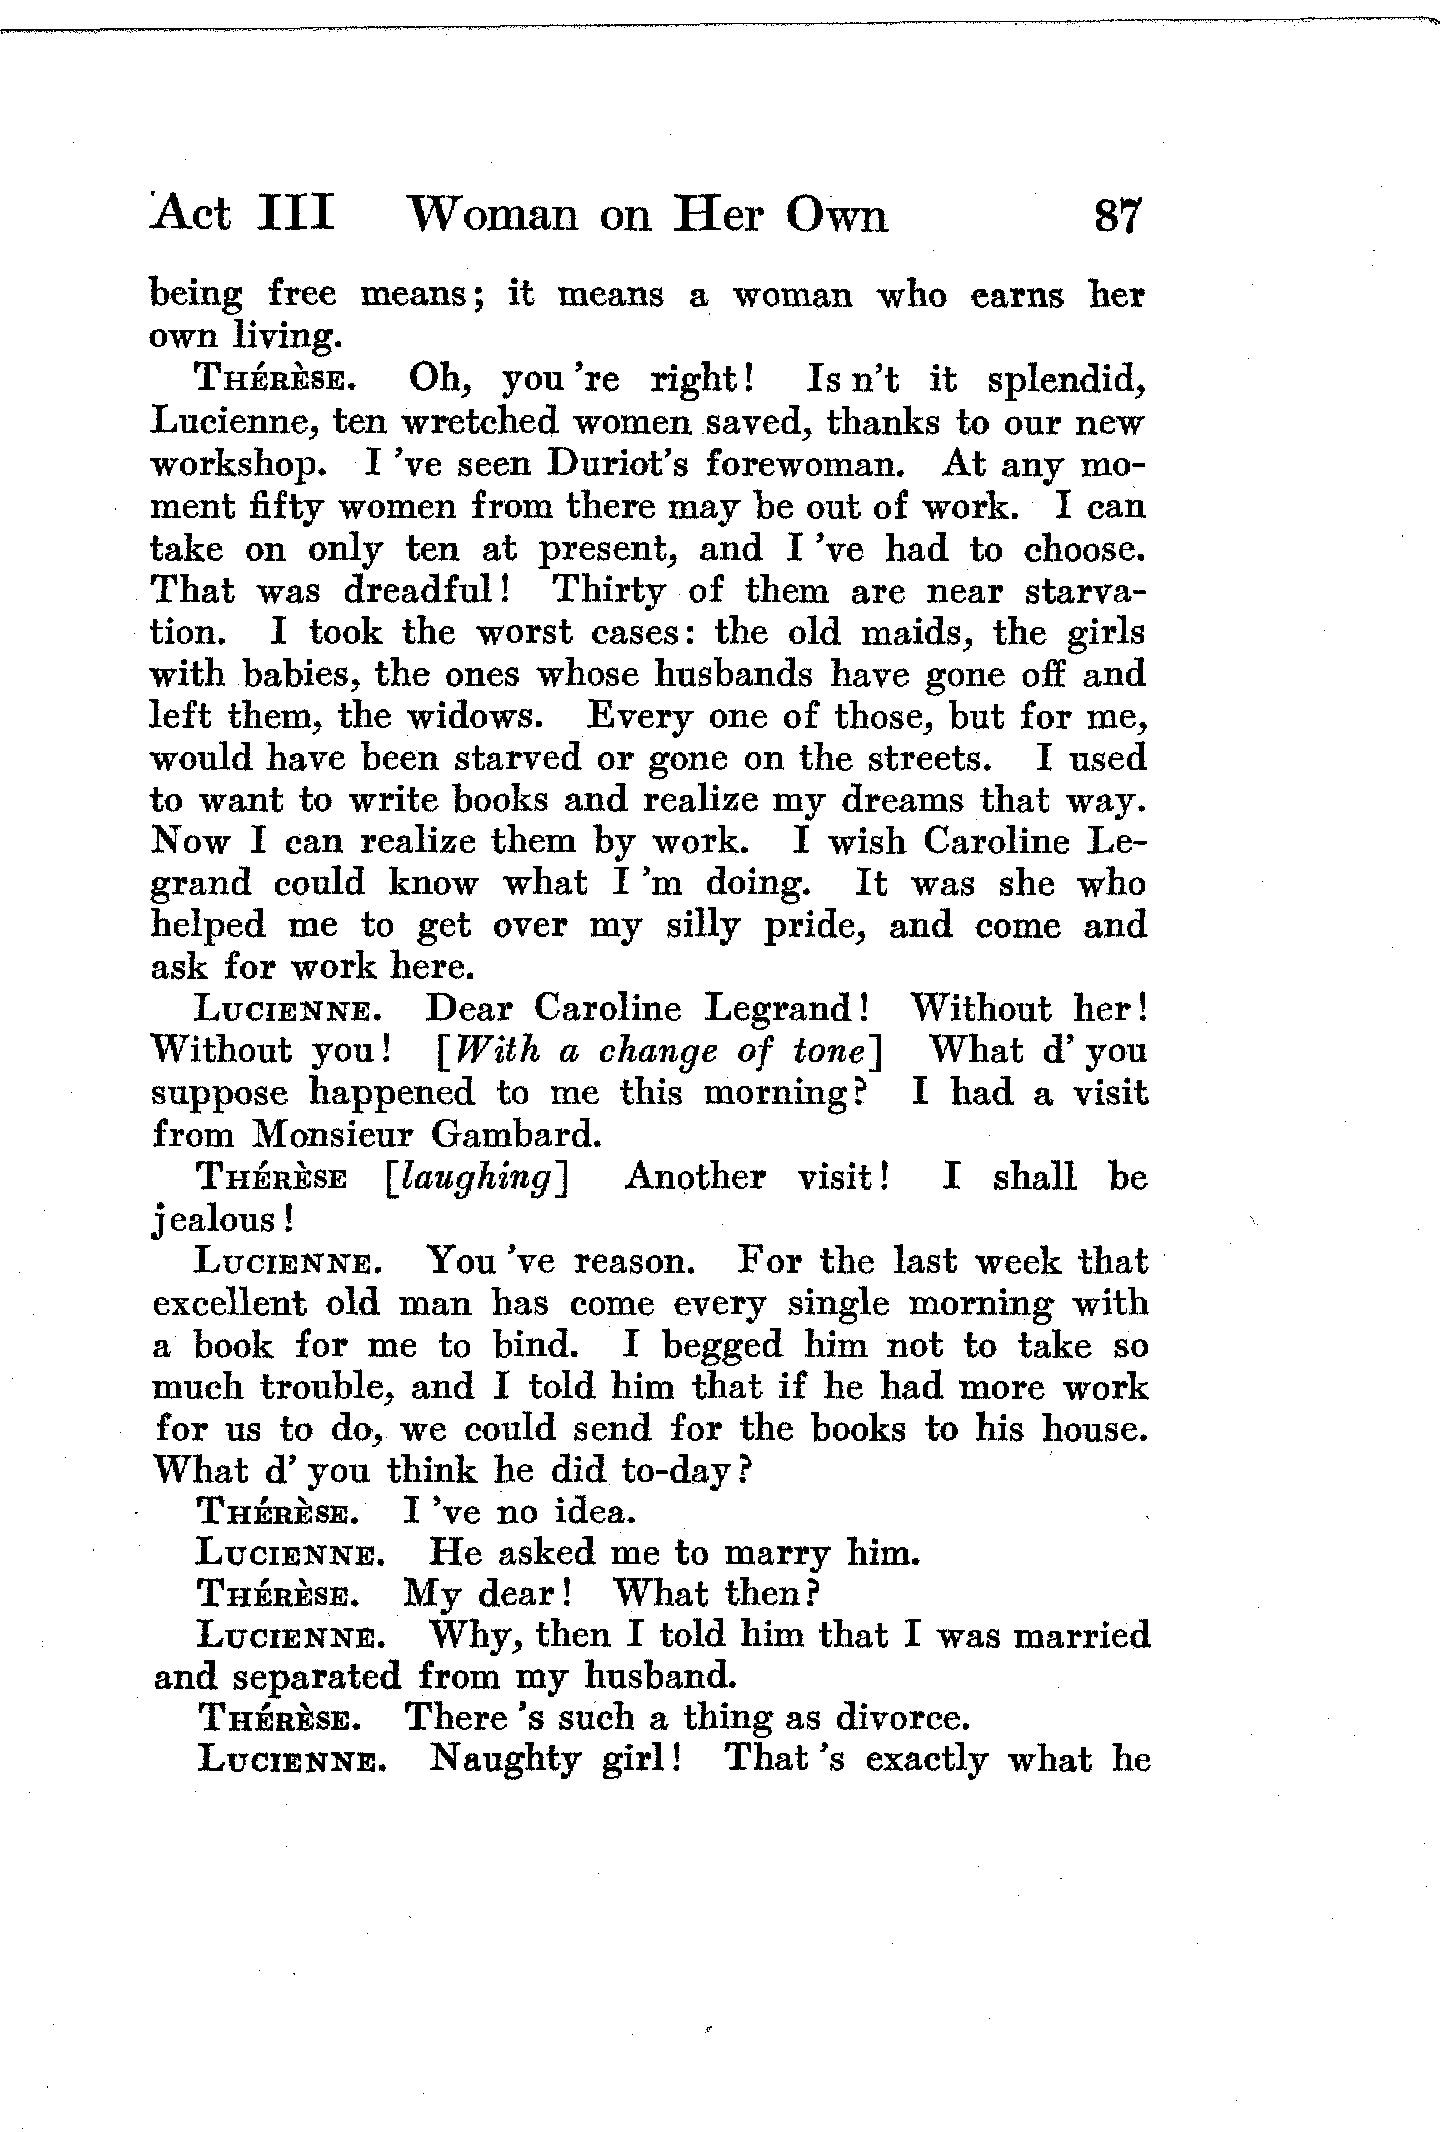 Act III Woman on Her Own 87
being free means; it means a woman who earns her
own living.
THÉRÈSE. Oh, you 're right! Is n't it splendid,
Lucienne, ten wretched women saved, thanks to our new
workshop. I 've seen Duriot's forewoman. At any mo-
ment fifty women from there may be out of work. I can
take on only ten at present, and I 've had to choose.
That was dreadful! Thirty of them are near starva-
tion. I took the worst cases: the old maids, the girls
with babies, the ones whose husbands have gone off and
left them, the widows. Every one of those, but for me,
would have been starved or gone on the streets. I used
to want to write books and realize my dreams that way.
Now I can realize them by work. I wish Caroline Le-
grand could know what I 'm doing. It was she who
helped me to get over my silly pride, and come and
ask for work here.
LUCIENNE. Dear Caroline Legrand! Without her!
Without you! [With a change of tone] What d' you
suppose happened to me this morning? I had a visit
from Monsieur Gambard.
THÉRÈSE [laughing] Another visit! I shall be
jealous!
LUCIENNE. You 've reason. For the last week that
excellent old man has come every single morning with
a book for me to bind. I begged him not to take so
much trouble, and I told him that if he had more work
for us to do, we could send for the books to his house.
What d' you think he did to-day?
THÉRÈSE. I 've no idea.
LUCIENNE. He asked me to marry him.
THÉRÈSE. My dear! What then?
LUCIENNE. Why, then I told him that I was married
and separated from my husband.
THÉRÈSE. There 's such a thing as divorce.
LUCIENNE. Naughty girl! That 's exactly what he